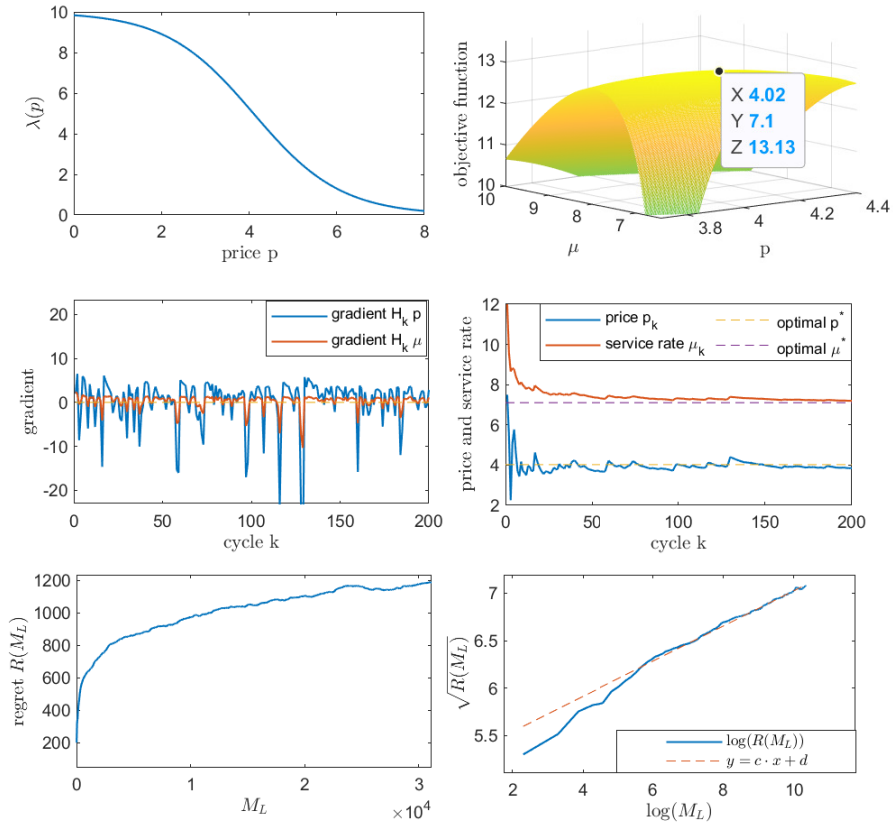 10
8
6
4
2
0
λ(p)
0 2 4 6 8
price p
13
12
11
10
objective function
X 4.02
Y 7.1
Z 13.13
10 9 8 7
μ
3.8 4 4.2 4.4
p
20
10
0
-10
-20
gradient
gradient H_k p
gradient H_k μ
0 50 100 150 200
cycle k
12
10
8
6
4
2
price and service rate
price p_k
service rate μ_k
optimal p^*
optimal μ^*
0 50 100 150 200
cycle k
1200
1000
800
600
400
200
regret R(M_L)
0 1 2 3
M_L
×10^4
7
6.5
6
5.5
√R(M_L)
log(R(M_L))
y = c · x + d
2 4 6 8 10
log(M_L)